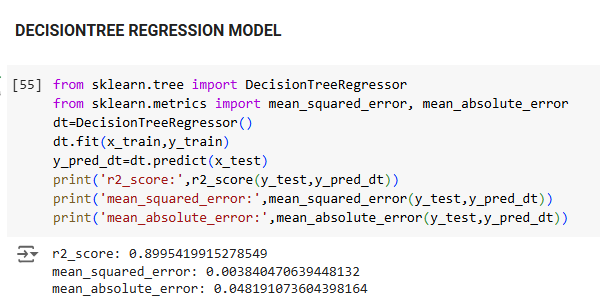 DECISIONTREE REGRESSION MODEL
[55] from sklearn.tree import DecisionTreeRegressor
from sklearn.metrics import mean_squared_error, mean_absolute_error
dt=DecisionTreeRegressor()
dt.fit(x_train,y_train)
y_pred_dt=dt.predict(x_test)
print('r2_score:',r2_score(y_test,y_pred_dt))
print('mean_squared_error:',mean_squared_error(y_test,y_pred_dt))
print('mean_absolute_error:',mean_absolute_error(y_test,y_pred_dt))
r2_score: 0.8995419915278549
mean_squared_error: 0.003840470639448132
mean_absolute_error: 0.048191073604398164